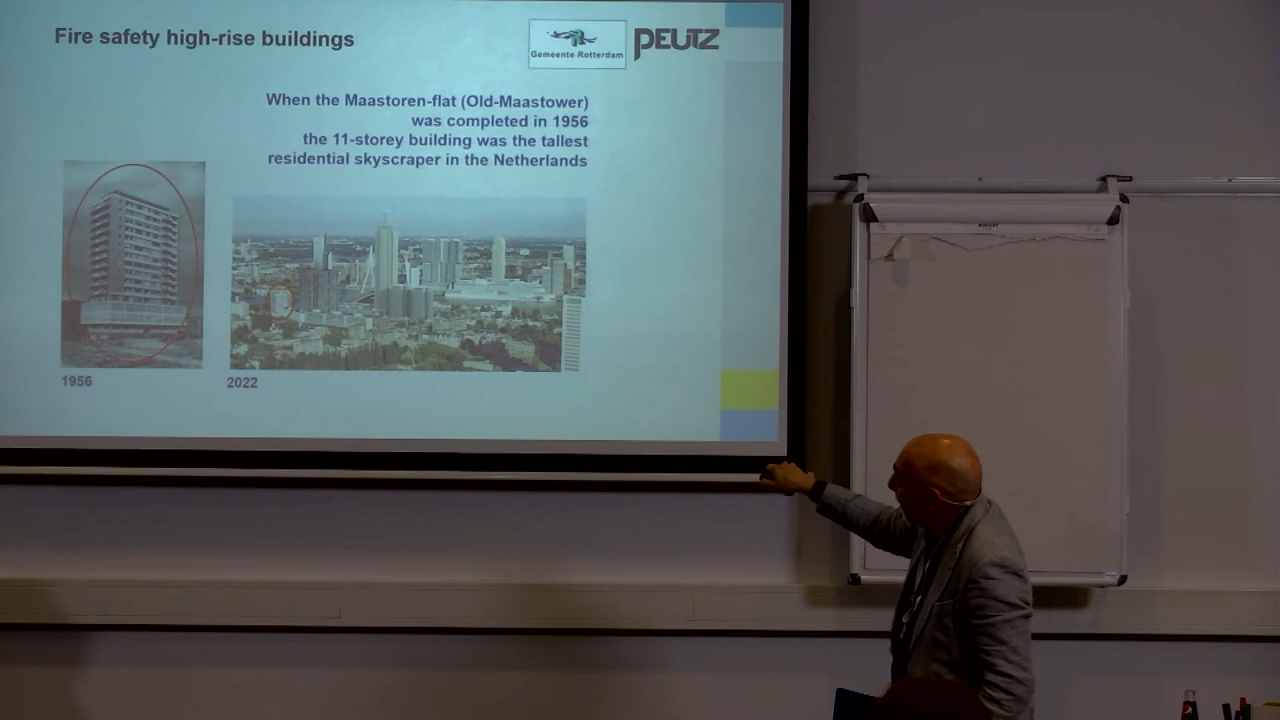 Fire safety high-rise buildings
Gemeente Rotterdam
PEUTZ
When the Maastoren-flat (Old-Maastower)
was completed in 1956
the 11-storey building was the tallest
residential skyscraper in the Netherlands
1956
2022